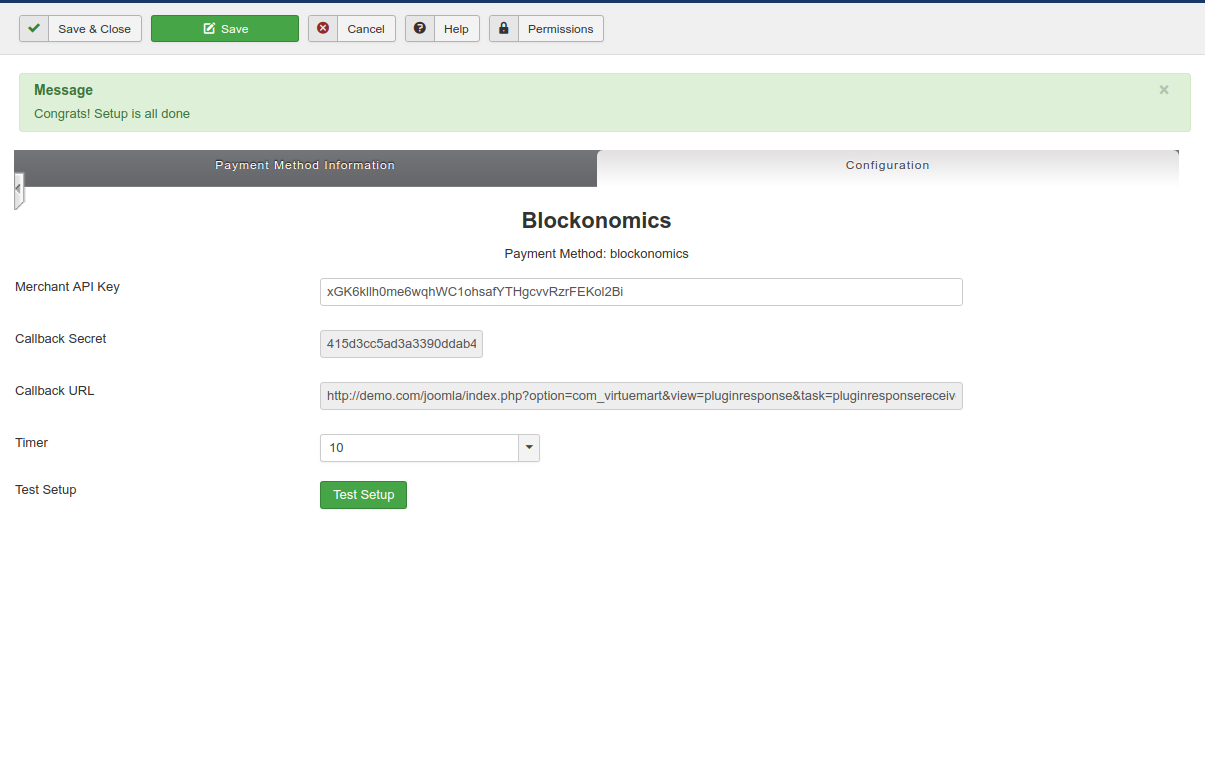 Save & Close Save Cancel Help Permissions
Message ×
Congrats! Setup is all done
Payment Method Information Configuration
Blockonomics
Payment Method: blockonomics
Merchant API Key xGK6kllh0me6wqhWC1ohsafYTHgcvvRzrFEKol2Bi
Callback Secret 415d3cc5ad3a3390ddab4
Callback URL http://demo.com/joomla/index.php?option=com_virtuemart&view=pluginresponse&task=pluginresponsereceiv
Timer 10
Test Setup Test Setup